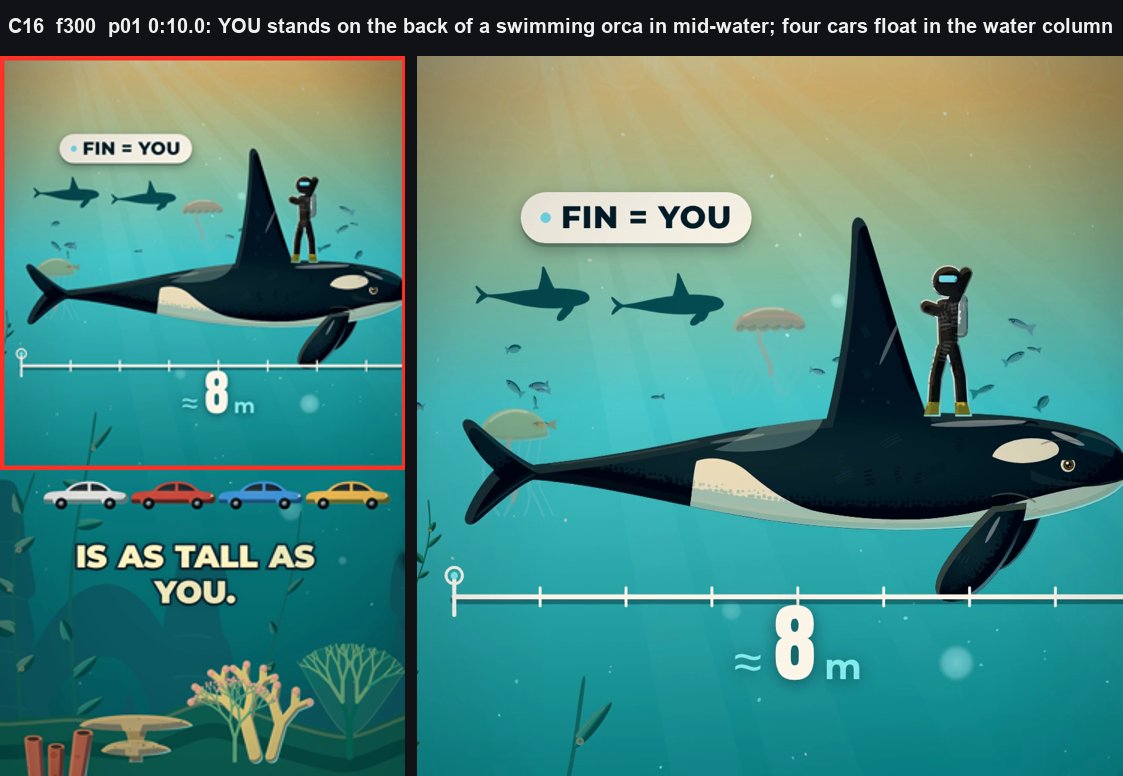 C16 f300 p01 0:10.0: YOU stands on the back of a swimming orca in mid-water; four cars float in the water column
FIN = YOU
≈ 8 m
IS AS TALL AS
YOU.
FIN = YOU
≈ 8 m